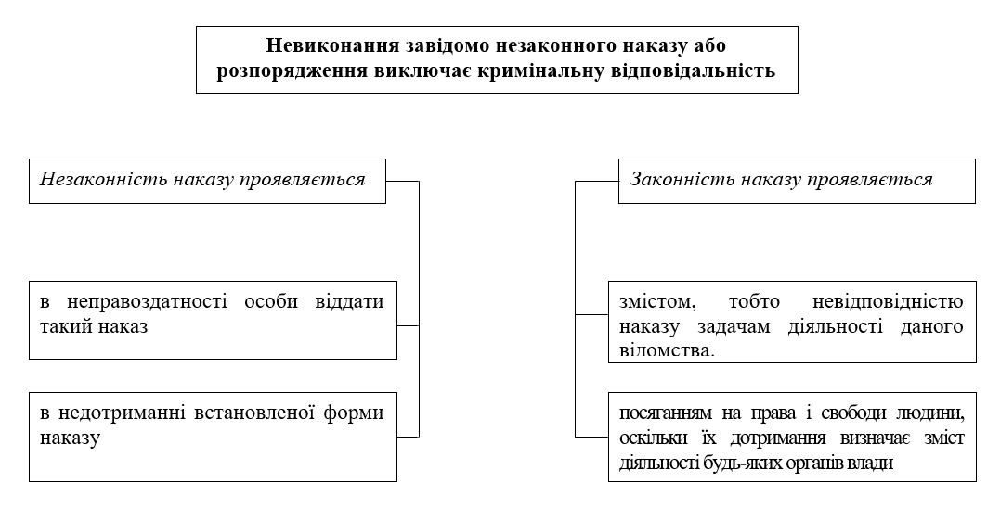 Невиконання завідомо незаконного наказу або
розпорядження виключає кримінальну відповідальність
Незаконність наказу проявляється
Законність наказу проявляється
в неправоздатності особи віддати
такий наказ
змістом, тобто невідповідністю
наказу задачам діяльності даного
відомства.
в недотриманні встановленої форми
наказу
посяганням на права і свободи людини,
оскільки їх дотримання визначає зміст
діяльності будь-яких органів влади